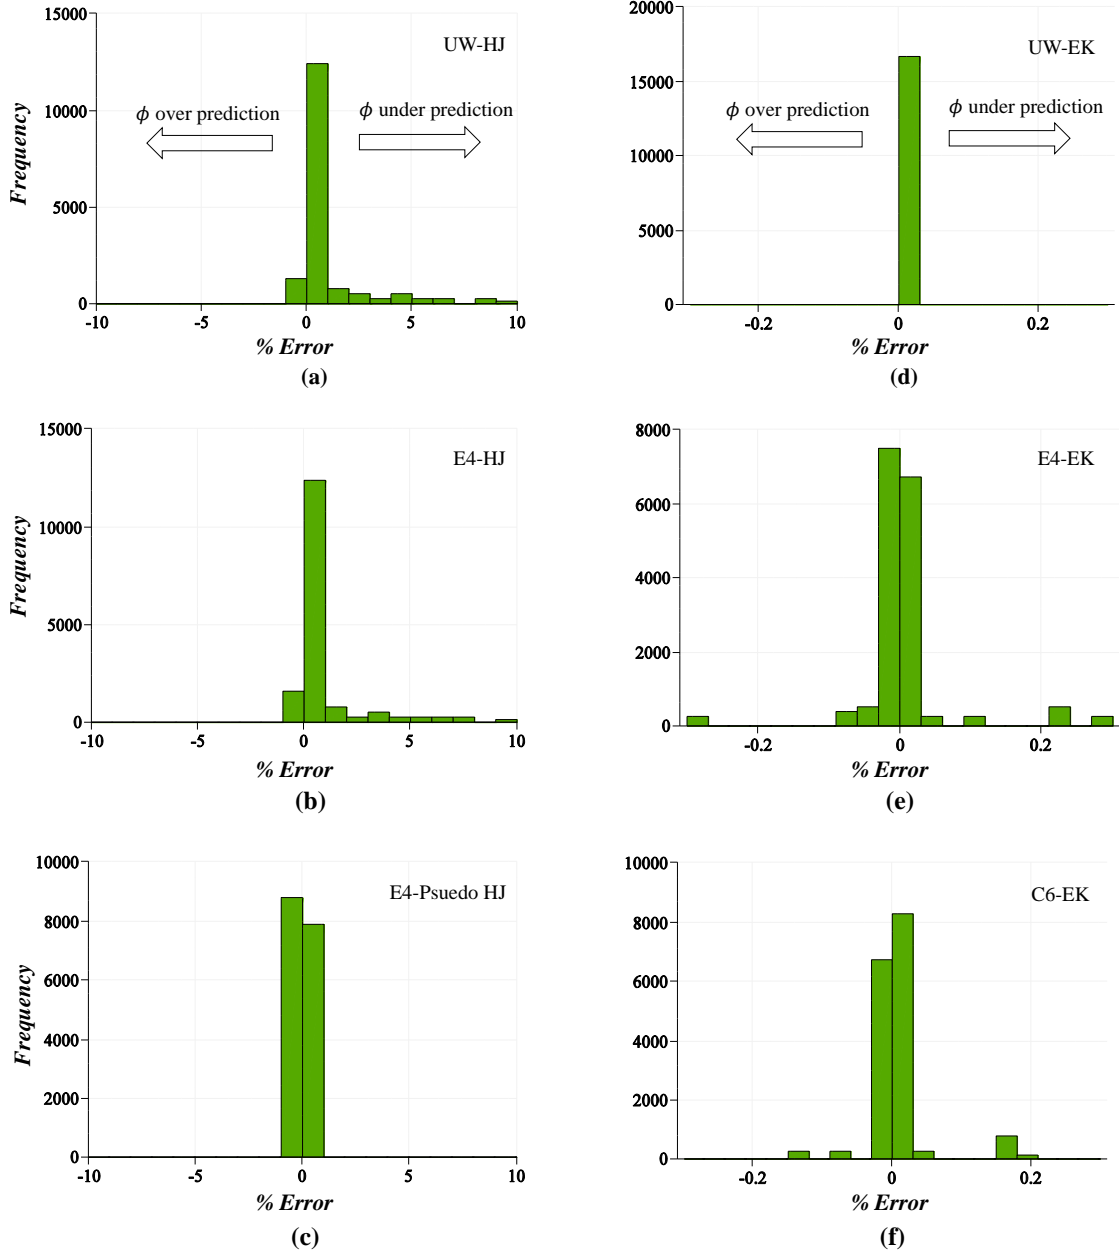 15000
UW-HJ
10000
ϕ over prediction
ϕ under prediction
Frequency
5000
0
-10
-5
0
5
10
% Error
(a)
20000
UW-EK
15000
ϕ over prediction
ϕ under prediction
10000
5000
0
-0.2
0
0.2
% Error
(d)
15000
E4-HJ
10000
Frequency
5000
0
-10
-5
0
5
10
% Error
(b)
8000
E4-EK
6000
4000
2000
0
-0.2
0
0.2
% Error
(e)
10000
E4-Psuedo HJ
8000
6000
Frequency
4000
2000
0
-10
-5
0
5
10
% Error
(c)
10000
C6-EK
8000
6000
4000
2000
0
-0.2
0
0.2
% Error
(f)